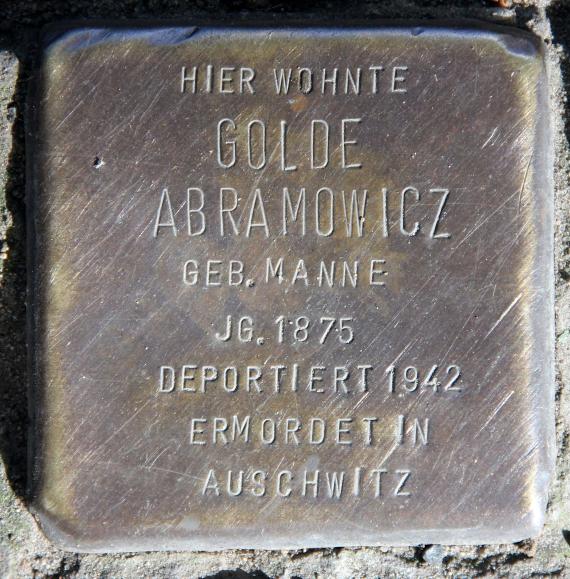 HIER WOHNTE
GOLDE
ABRAMOWICZ
GEB. MANNE
JG. 1875
DEPORTIERT 1942
ERMORDET IN
AUSCHWITZ